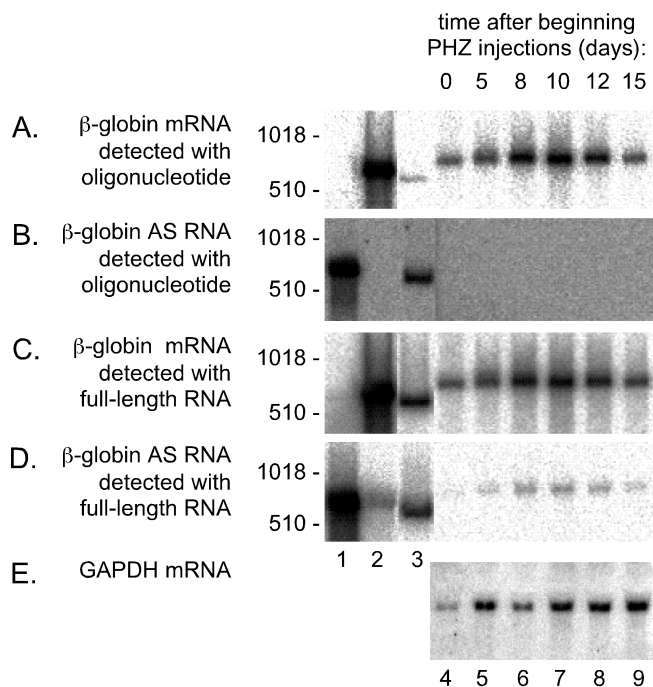 time after beginning
PHZ injections (days):
0 5 8 10 12 15
A. β-globin mRNA
detected with
oligonucleotide
1018 -
510 -
B. β-globin AS RNA
detected with
oligonucleotide
1018 -
510 -
C. β-globin mRNA
detected with
full-length RNA
1018 -
510 -
D. β-globin AS RNA
detected with
full-length RNA
1018 -
510 -
1 2 3
E. GAPDH mRNA
4 5 6 7 8 9